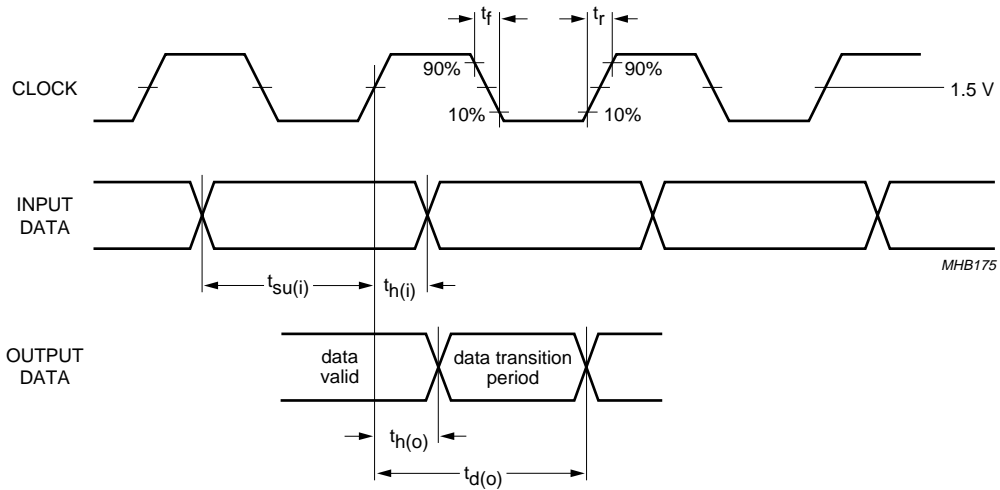 t_f
t_r
90%
90%
CLOCK
1.5 V
10%
10%
INPUT
DATA
MHB175
t_su(i)
t_h(i)
OUTPUT
DATA
data
valid
data transition
period
t_h(o)
t_d(o)